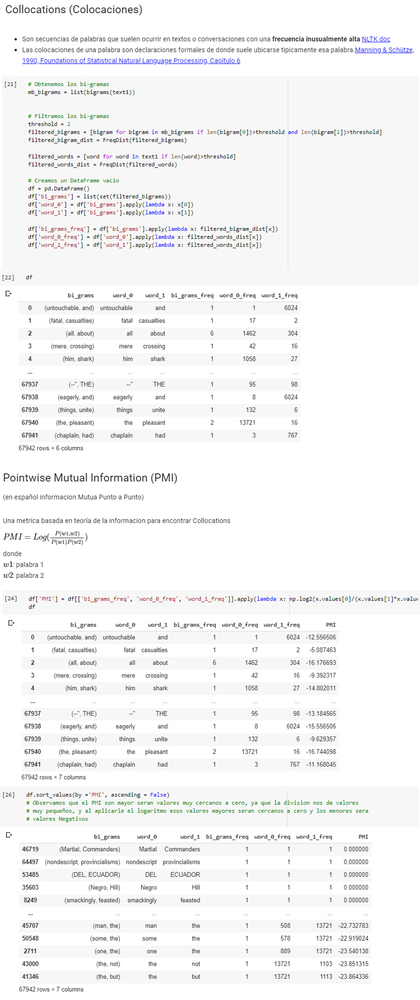 Collocations (Colocaciones)
• Son secuencias de palabras que suelen ocurrir en textos o conversaciones con una frecuencia inusualmente alta NLTK doc
• Las colocaciones de una palabra son declaraciones formales de donde suele ubicarse tipicamente esa palabra.Manning & Schütze,
1990, Foundations of Statistical Natural Language Processing, Capítulo 6
[21] # Obtenemos los bi-gramas
mb_bigrams = list(bigrams(text1))
# Filtramos los bi-gramas
threshold = 2
filtered_bigrams = [bigram for bigram in mb_bigrams if len(bigram[0])>threshold and len(bigram[1])>threshold]
filtered_bigram_dist = FreqDist(filtered_bigrams)
filtered_words = [word for word in text1 if len(word)>threshold]
filtered_words_dist = FreqDist(filtered_words)
# Creamos un DataFrame vacio
df = pd.DataFrame()
df['bi_grams'] = list(set(filtered_bigrams))
df['word_0'] = df['bi_grams'].apply(lambda x: x[0])
df['word_1'] = df['bi_grams'].apply(lambda x: x[1])
df['bi_grams_freq'] = df['bi_grams'].apply(lambda x: filtered_bigram_dist[x])
df['word_0_freq'] = df['word_0'].apply(lambda x: filtered_words_dist[x])
df['word_1_freq'] = df['word_1'].apply(lambda x: filtered_words_dist[x])
[22] df
bi_grams word_0 word_1 bi_grams_freq word_0_freq word_1_freq
0 (untouchable, and) untouchable and 1 1 6024
1 (fatal, casualties) fatal casualties 1 17 2
2 (all, about) all about 6 1462 304
3 (mere, crossing) mere crossing 1 42 16
4 (him, shark) him shark 1 1058 27
... ... ... ... ... ... ...
67937 (--", THE) --" THE 1 95 98
67938 (eagerly, and) eagerly and 1 8 6024
67939 (things, unite) things unite 1 132 6
67940 (the, pleasant) the pleasant 2 13721 16
67941 (chaplain, had) chaplain had 1 3 767
67942 rows × 6 columns
Pointwise Mutual Information (PMI)
(en español informacion Mutua Punto a Punto)
Una metrica basada en teoría de la informacion para encontrar Collocations
PMI = Log(P(w1,w2)/P(w1)P(w2))
donde
w1: palabra 1
w2: palabra 2
[24] df['PMI'] = df[['bi_grams_freq', 'word_0_freq', 'word_1_freq']].apply(lambda x: np.log2(x.values[0]/(x.values[1]*x.value
df
bi_grams word_0 word_1 bi_grams_freq word_0_freq word_1_freq PMI
0 (untouchable, and) untouchable and 1 1 6024 -12.556506
1 (fatal, casualties) fatal casualties 1 17 2 -5.087463
2 (all, about) all about 6 1462 304 -16.176693
3 (mere, crossing) mere crossing 1 42 16 -9.392317
4 (him, shark) him shark 1 1058 27 -14.802011
... ... ... ... ... ... ... ...
67937 (--", THE) --" THE 1 95 98 -13.184565
67938 (eagerly, and) eagerly and 1 8 6024 -15.556506
67939 (things, unite) things unite 1 132 6 -9.629357
67940 (the, pleasant) the pleasant 2 13721 16 -16.744098
67941 (chaplain, had) chaplain had 1 3 767 -11.168045
67942 rows × 7 columns
[26] df.sort_values(by ='PMI', ascending = False)
# Observamos que el PMI son mayor seran valores muy cercanos a cero, ya que la division nos da valores
# muy pequeños, y al aplicarle el logaritmo esos valores mayores seran cercanos a cero y los menores sera
# valores Negativos
bi_grams word_0 word_1 bi_grams_freq word_0_freq word_1_freq PMI
46719 (Martial, Commanders) Martial Commanders 1 1 1 0.000000
64497 (nondescript, provincialisms) nondescript provincialisms 1 1 1 0.000000
53485 (DEL, ECUADOR) DEL ECUADOR 1 1 1 0.000000
35603 (Negro, Hill) Negro Hill 1 1 1 0.000000
8249 (smackingly, feasted) smackingly feasted 1 1 1 0.000000
... ... ... ... ... ... ... ...
45707 (man, the) man the 1 508 13721 -22.732783
50548 (some, the) some the 1 578 13721 -22.919024
2711 (one, the) one the 1 889 13721 -23.540138
43000 (the, not) the not 1 13721 1103 -23.851315
41346 (the, but) the but 1 13721 1113 -23.864336
67942 rows × 7 columns